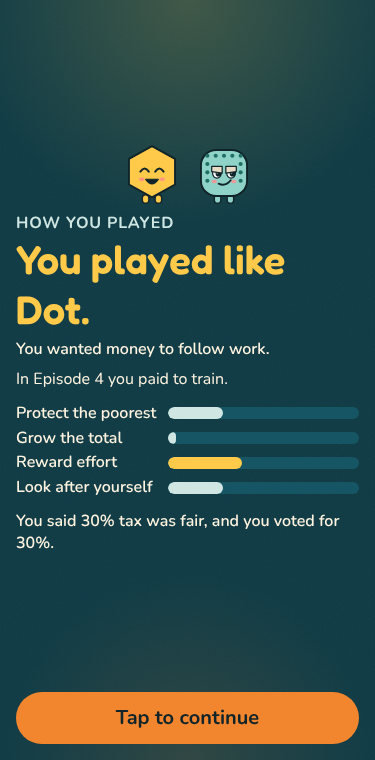 HOW YOU PLAYED
You played like
Dot.
You wanted money to follow work.
In Episode 4 you paid to train.
Protect the poorest
Grow the total
Reward effort
Look after yourself
You said 30% tax was fair, and you voted for
30%.
Tap to continue